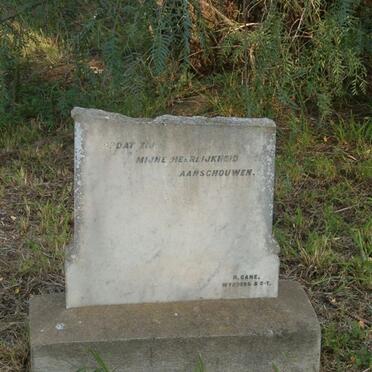 OPDAT ZIJ
MIJNE HEERLIJKHEID
AANSCHOUWEN.
R. CANE.
WYNBERG & C.T.